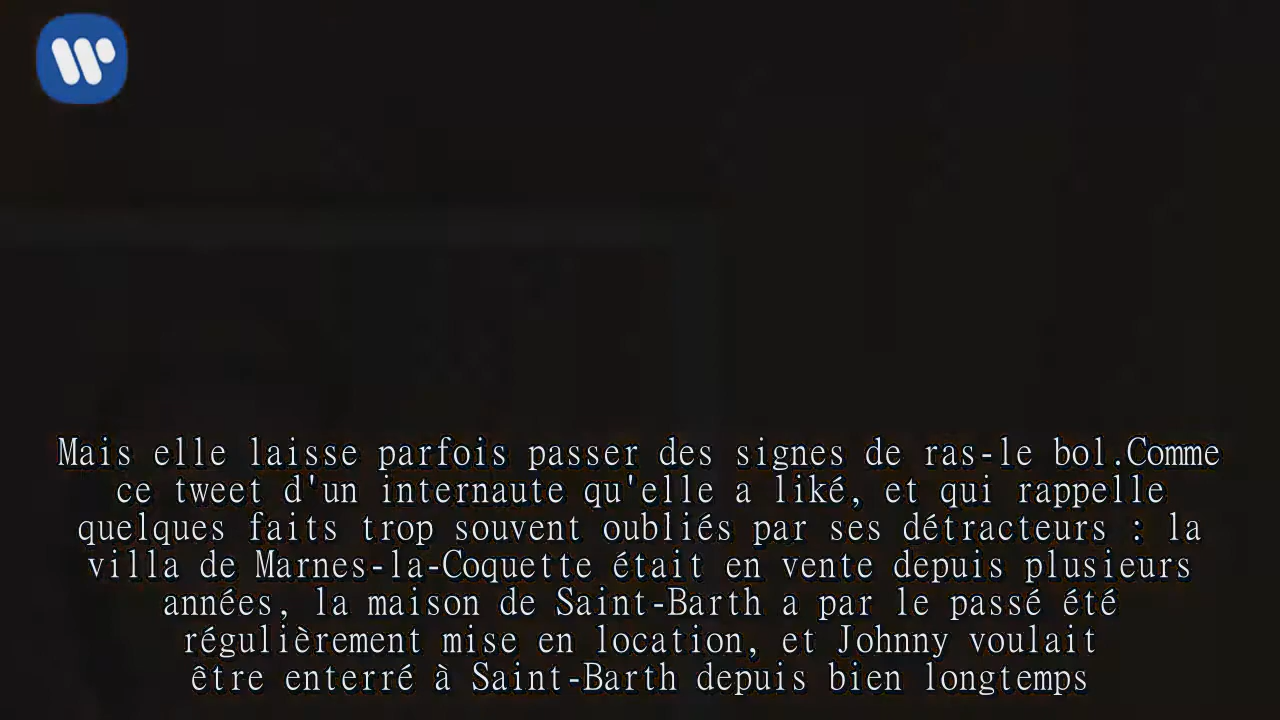 Mais elle laisse parfois passer des signes de ras-le bol.Comme
ce tweet d'un internaute qu'elle a liké, et qui rappelle
quelques faits trop souvent oubliés par ses détracteurs : la
villa de Marnes-la-Coquette était en vente depuis plusieurs
années, la maison de Saint-Barth a par le passé été
régulièrement mise en location, et Johnny voulait
être enterré à Saint-Barth depuis bien longtemps